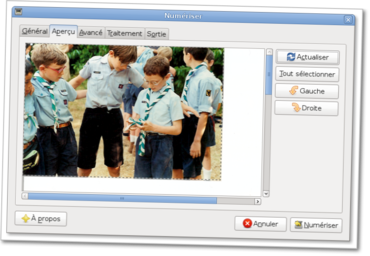 Numériser
Général Aperçu Avancé Traitement Sortie
Actualiser
Tout sélectionner
Gauche
Droite
À propos
Annuler
Numériser